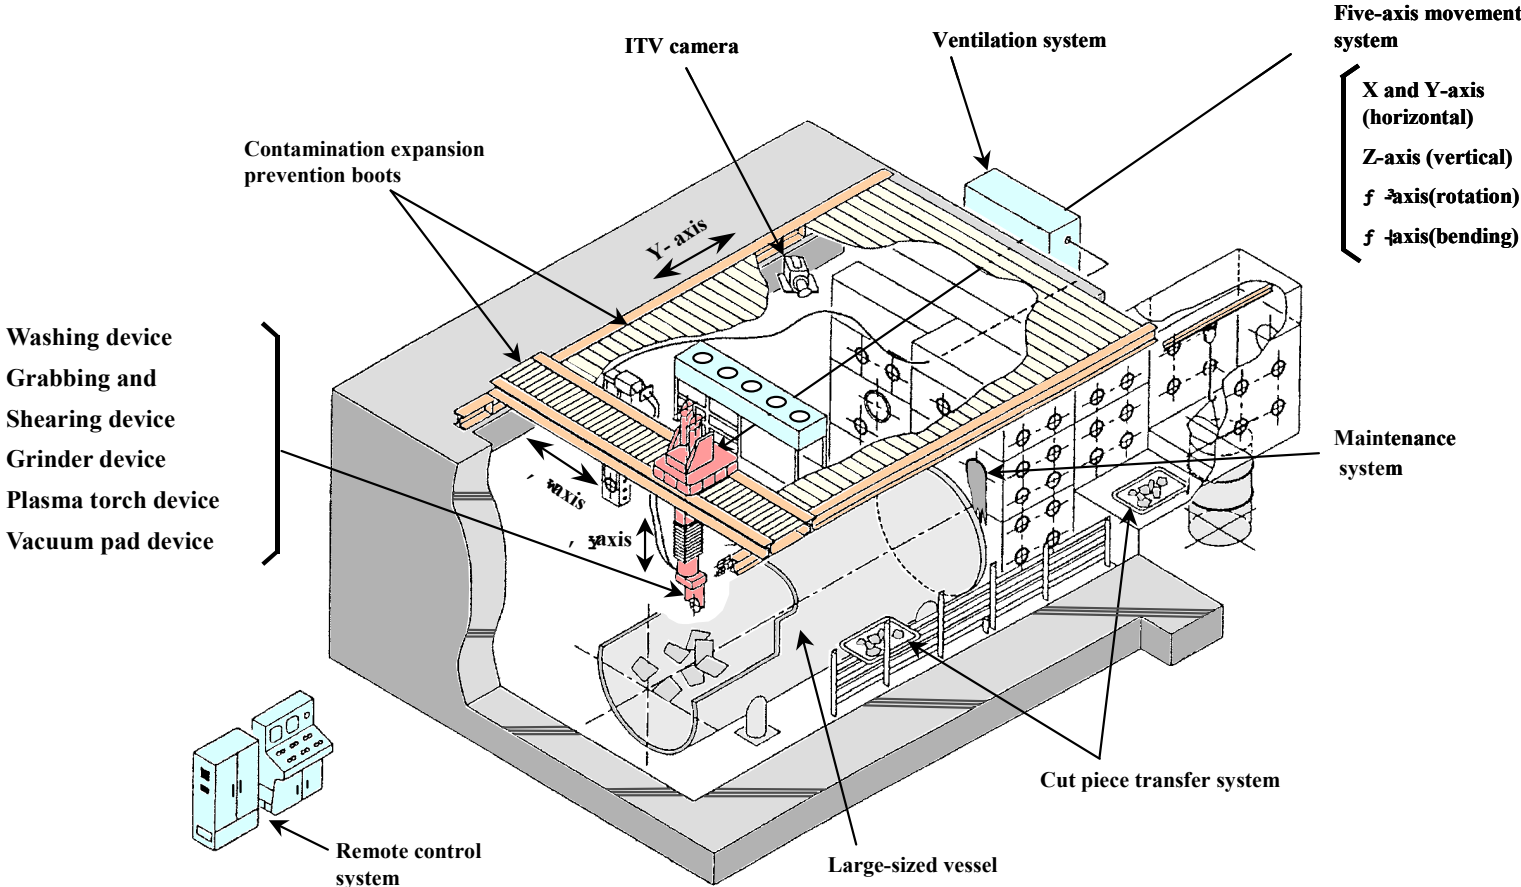 Five-axis movement
system
ITV camera
Ventilation system
X and Y-axis
(horizontal)
Z-axis (vertical)
axis(rotation)
axis(bending)
Contamination expansion
prevention boots
Y- axis
Washing device
Grabbing and
Shearing device
Grinder device
Plasma torch device
Vacuum pad device
axis
axis
Maintenance
system
Cut piece transfer system
Large-sized vessel
Remote control
system